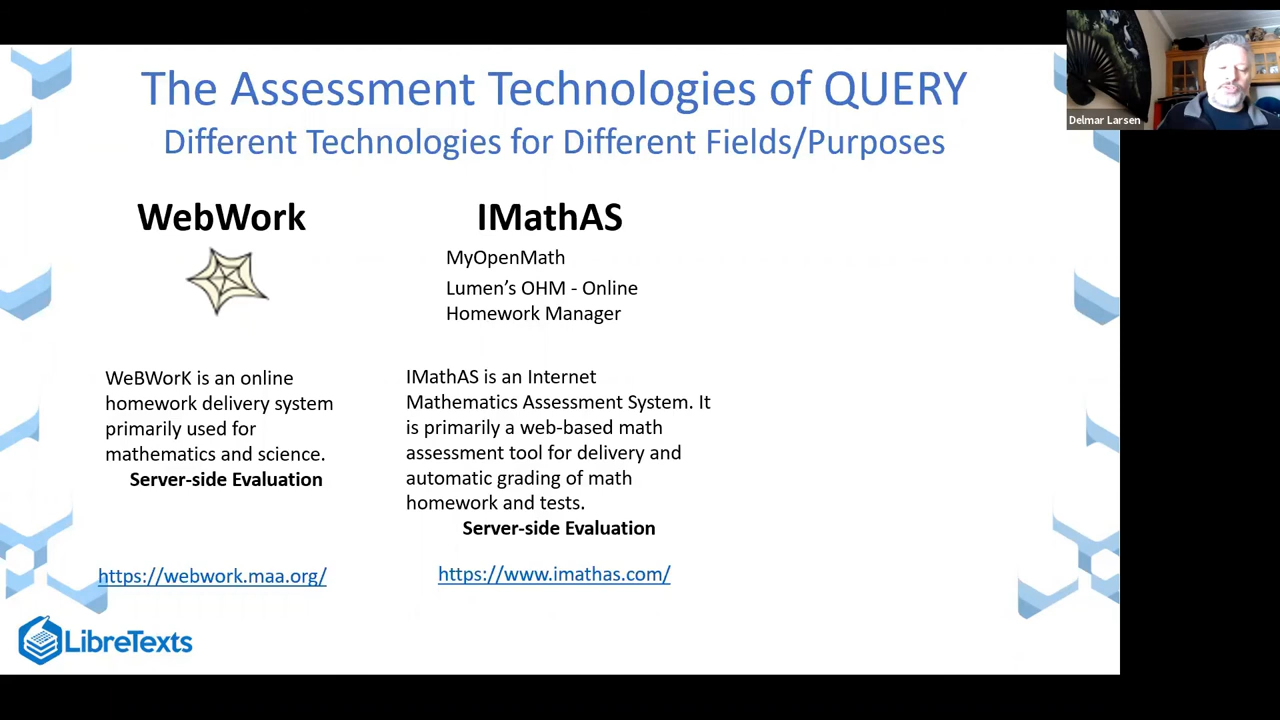 The Assessment Technologies of QUERY
Different Technologies for Different Fields/Purposes
Delmar Larsen
WebWork
WeBWorK is an online
homework delivery system
primarily used for
mathematics and science.
Server-side Evaluation
https://webwork.maa.org/
IMathAS
MyOpenMath
Lumen's OHM - Online
Homework Manager
IMathAS is an Internet
Mathematics Assessment System. It
is primarily a web-based math
assessment tool for delivery and
automatic grading of math
homework and tests.
Server-side Evaluation
https://www.imathas.com/
LibreTexts